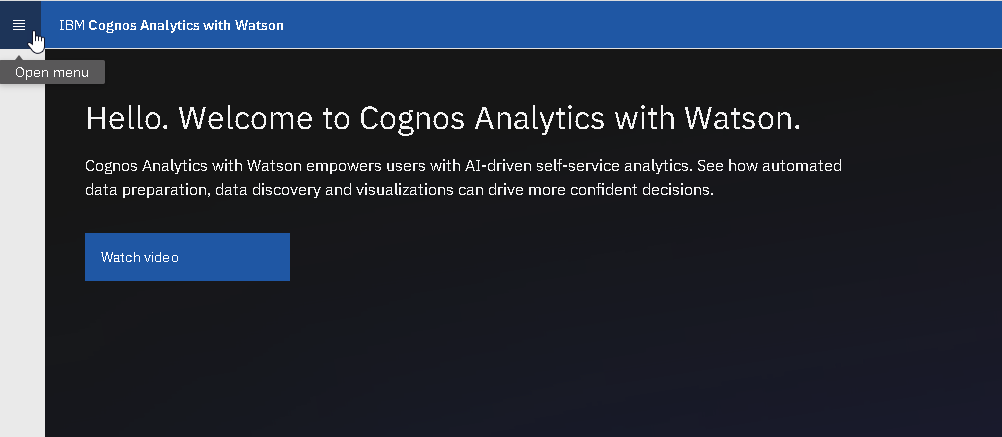 IBM Cognos Analytics with Watson
Open menu
Hello. Welcome to Cognos Analytics with Watson.
Cognos Analytics with Watson empowers users with AI-driven self-service analytics. See how automated
data preparation, data discovery and visualizations can drive more confident decisions.
Watch video